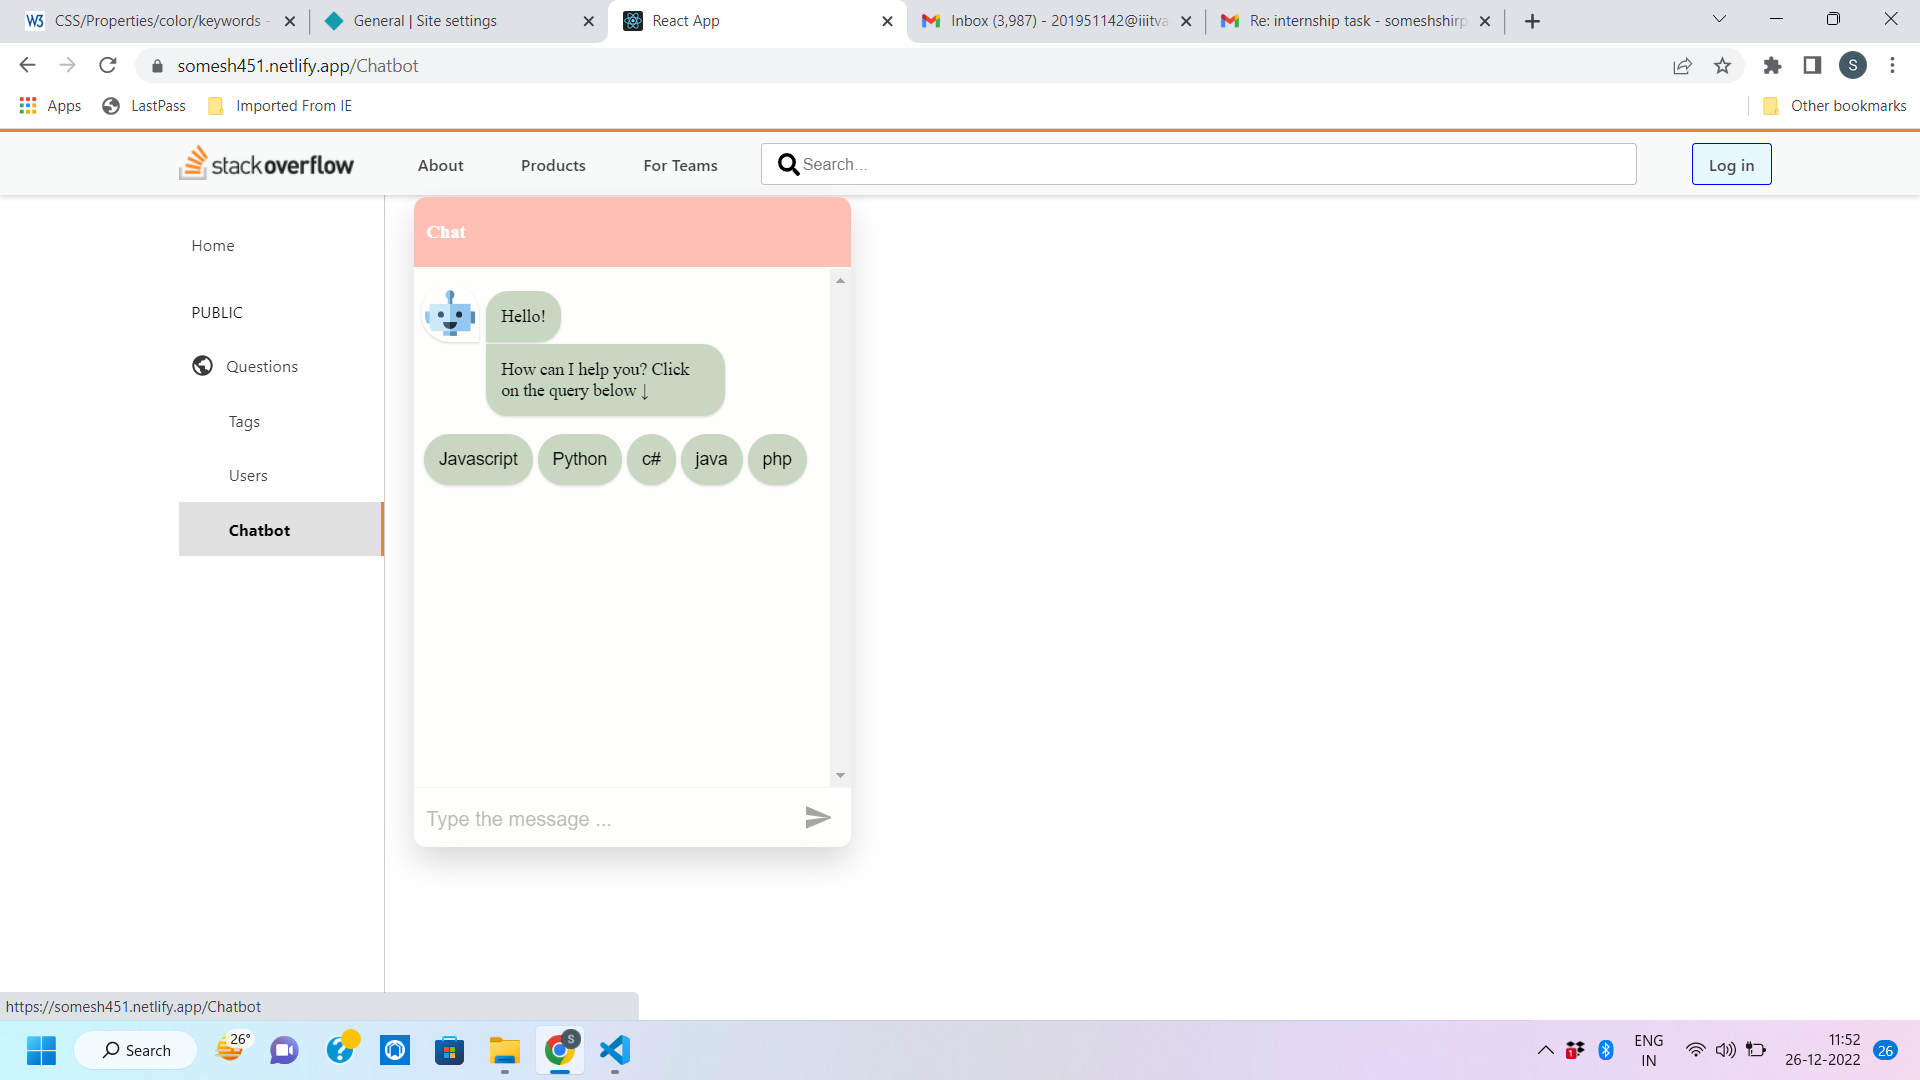 CSS/Properties/color/keywords -
General | Site settings
React App
Inbox (3,987) - 201951142@iiitva
Re: internship task - someshshirp
somesh451.netlify.app/Chatbot
S
Apps
LastPass
Imported From IE
Other bookmarks
stackoverflow
About
Products
For Teams
Search...
Log in
Home
PUBLIC
Questions
Tags
Users
Chatbot
Chat
Hello!
How can I help you? Click
on the query below ↓
Javascript
Python
c#
java
php
Type the message ...
https://somesh451.netlify.app/Chatbot
Search
26°
S
1
ENG
IN
11:52
26-12-2022
26